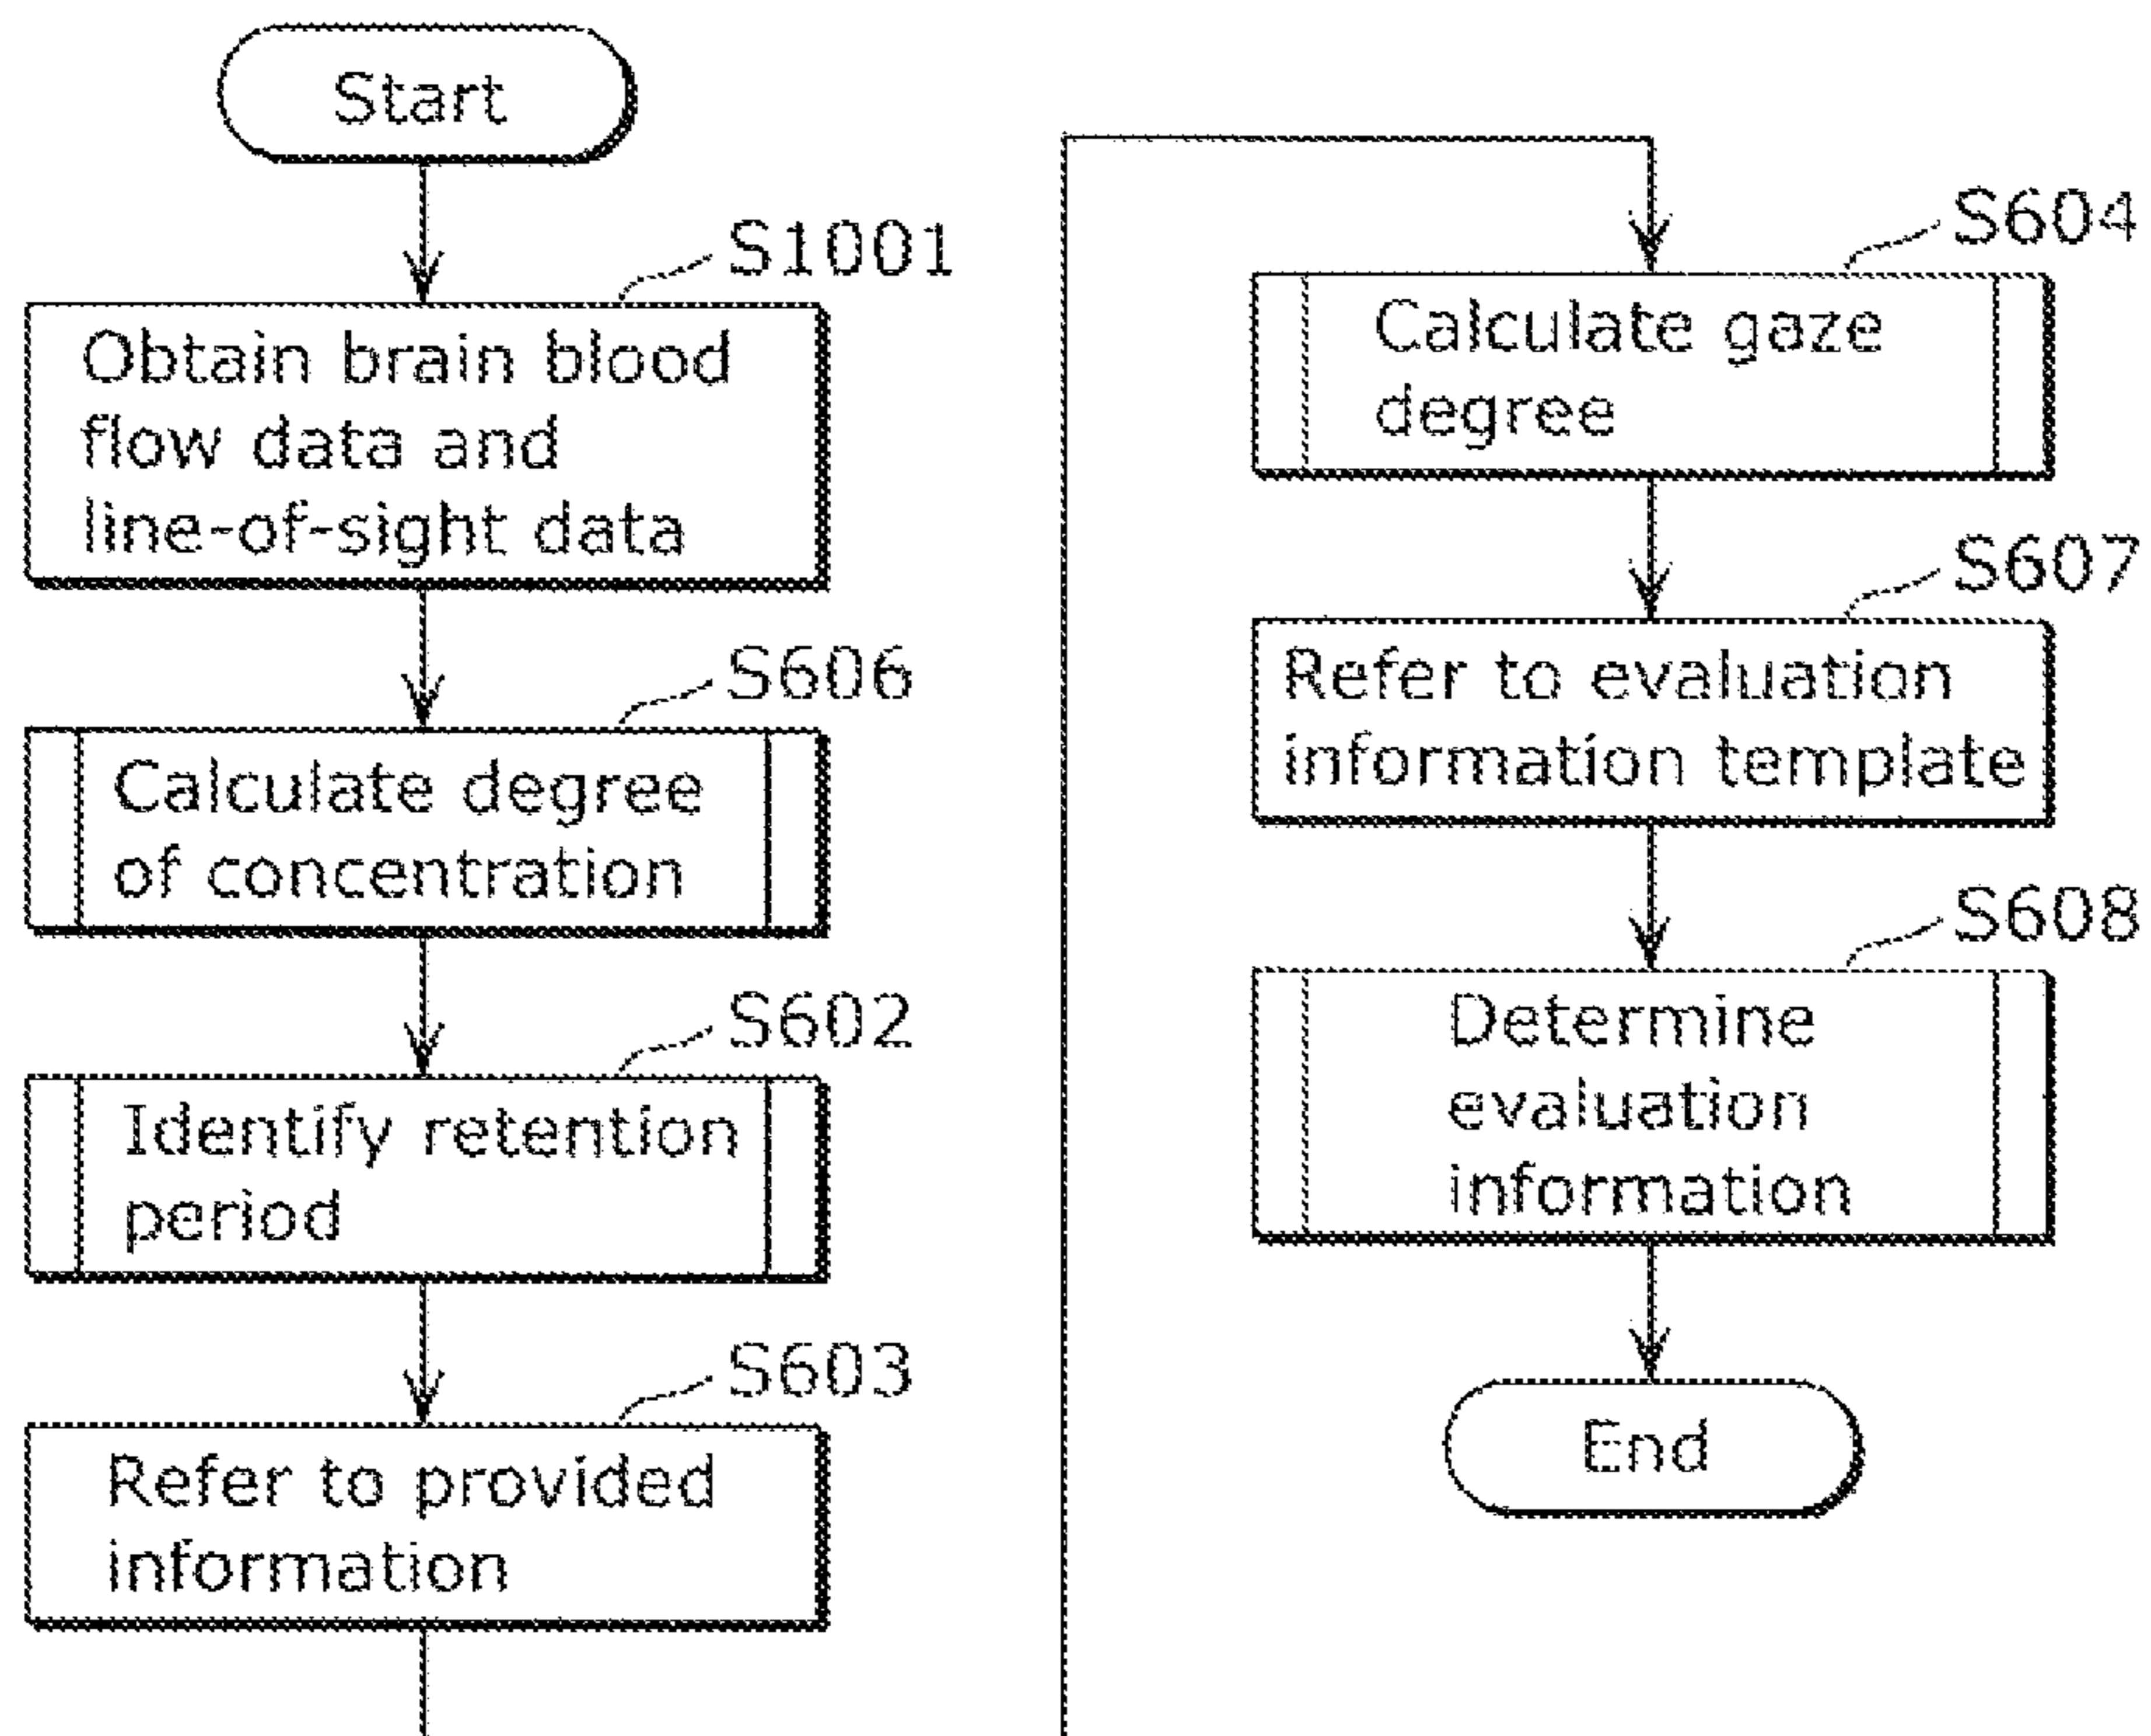 Start
S1001
Obtain brain blood
flow data and
line-of-sight data
S606
Calculate degree
of concentration
S602
Identify retention
period
S603
Refer to provided
information
S604
Calculate gaze
degree
S607
Refer to evaluation
information template
S608
Determine
evaluation
information
End